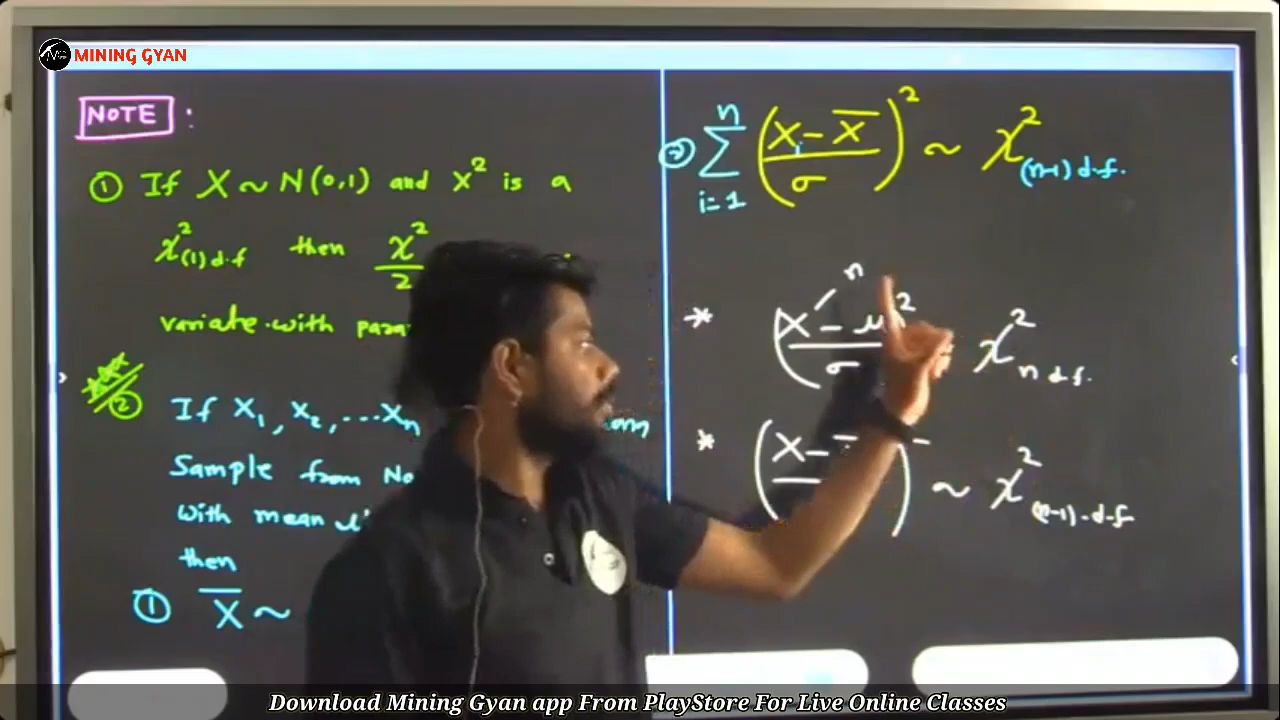 MINING GYAN
NOTE :
① If X ~ N(0,1) and X² is a
χ²(1)d.f then χ²/2
variate with para
② If X₁, X₂, ...Xₙ
Sample from No
with mean μ
then
① X̄ ~
⇒ ∑ᵢ₌₁ⁿ ((Xᵢ - X̄)/σ)² ~ χ²(n-1) d.f.
* ((X - μ)/σ)² χ² n d.f.
n
* (X - ~ χ²(n-1).d.f
Download Mining Gyan app From PlayStore For Live Online Classes